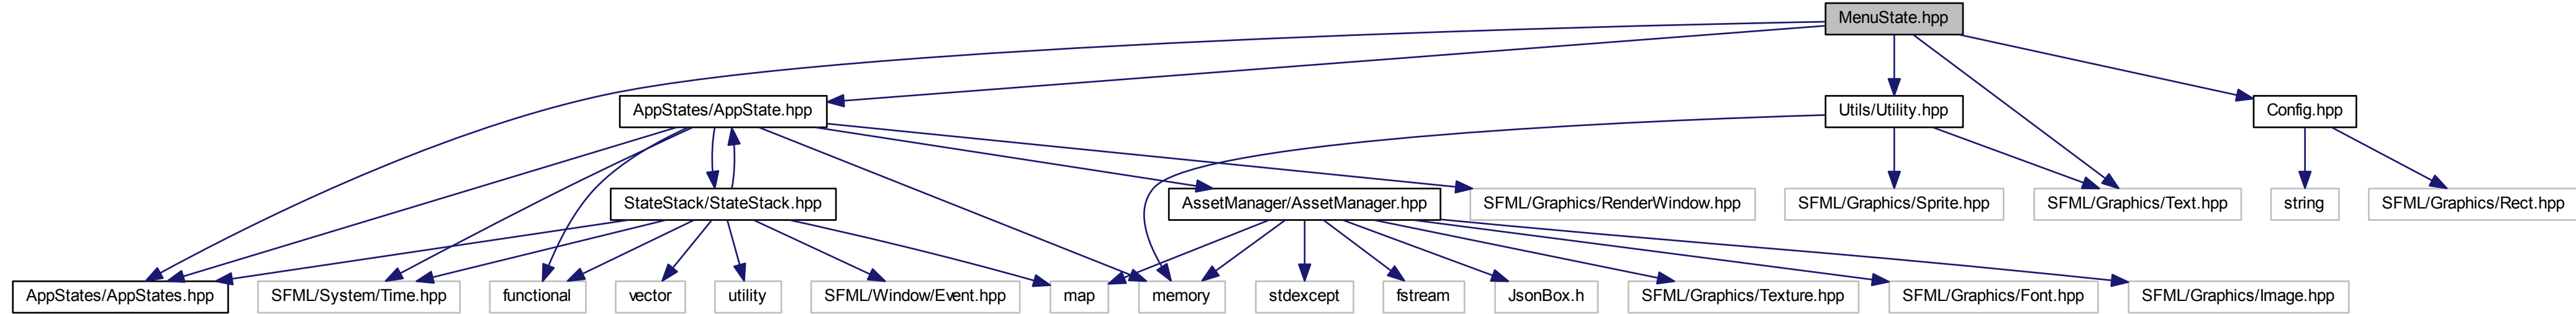 MenuState.hpp
AppStates/AppState.hpp
Utils/Utility.hpp
Config.hpp
StateStack/StateStack.hpp
AssetManager/AssetManager.hpp
SFML/Graphics/RenderWindow.hpp
SFML/Graphics/Sprite.hpp
SFML/Graphics/Text.hpp
string
SFML/Graphics/Rect.hpp
AppStates/AppStates.hpp
SFML/System/Time.hpp
functional
vector
utility
SFML/Window/Event.hpp
map
memory
stdexcept
fstream
JsonBox.h
SFML/Graphics/Texture.hpp
SFML/Graphics/Font.hpp
SFML/Graphics/Image.hpp